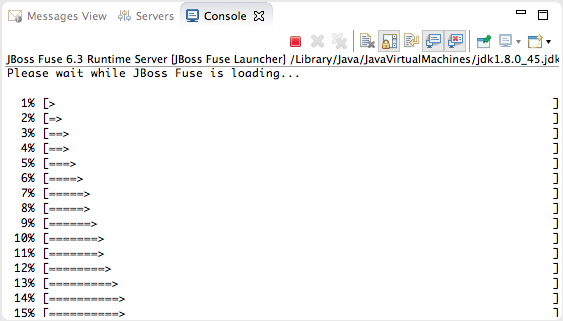 Messages View Servers Console
JBoss Fuse 6.3 Runtime Server [JBoss Fuse Launcher] /Library/Java/JavaVirtualMachines/jdk1.8.0_45.jdk
Please wait while JBoss Fuse is loading...
1% [> ]
2% [=> ]
3% [==> ]
4% [==> ]
5% [===> ]
6% [====> ]
7% [=====> ]
8% [=====> ]
9% [======> ]
10% [=======> ]
11% [=======> ]
12% [========> ]
13% [=========> ]
14% [==========> ]
15% [==========> ]